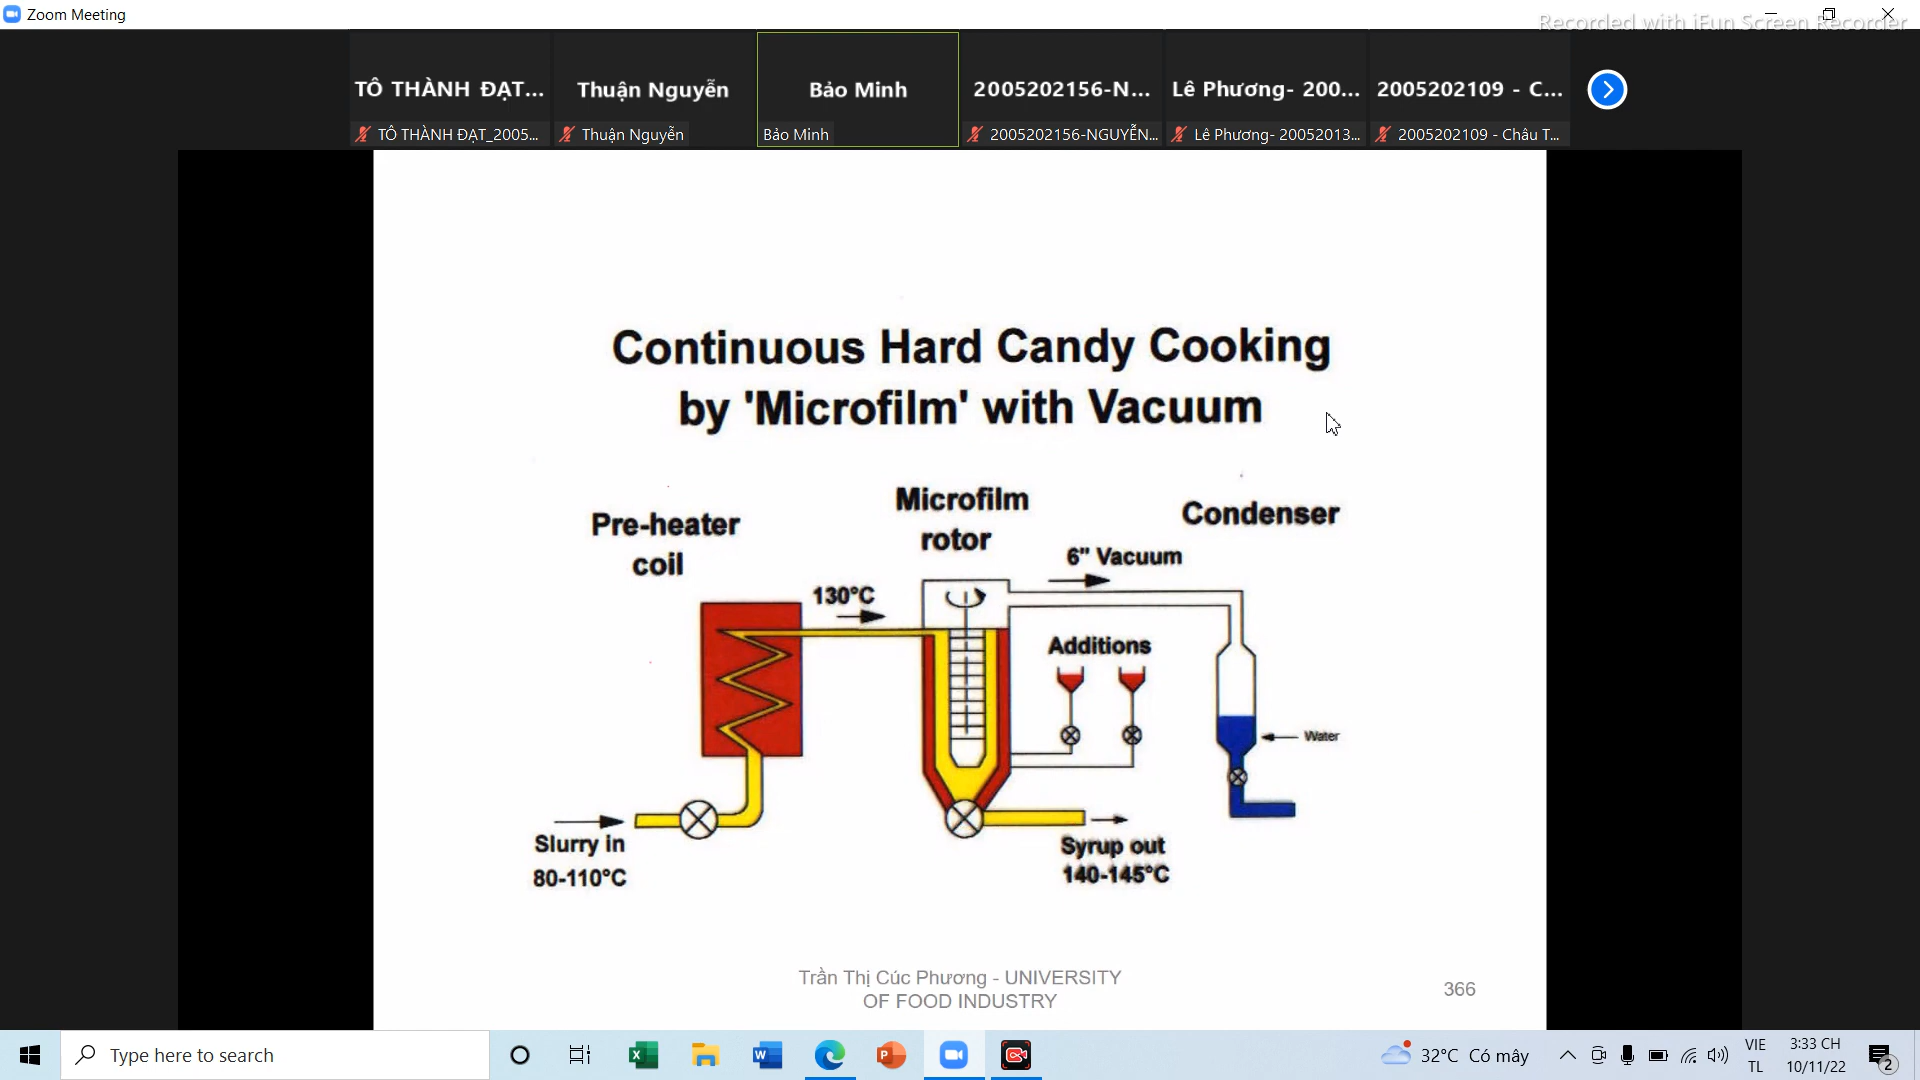 Zoom Meeting
Recorded with iFun Screen Recorder
TÔ THÀNH ĐẠT...
Thuận Nguyễn
Bảo Minh
2005202156-N...
Lê Phương- 200...
2005202109 - C...
TÔ THÀNH ĐẠT_2005...
Thuận Nguyễn
Bảo Minh
2005202156-NGUYỄN...
Lê Phương- 20052013...
2005202109 - Châu T...
Continuous Hard Candy Cooking
by 'Microfilm' with Vacuum
Pre-heater
coil
Microfilm
rotor
Condenser
6" Vacuum
130°C
Additions
Water
Slurry in
80-110°C
Syrup out
140-145°C
Trần Thị Cúc Phương - UNIVERSITY
OF FOOD INDUSTRY
366
Type here to search
32°C Có mây
VIE
TL
3:33 CH
10/11/22
2